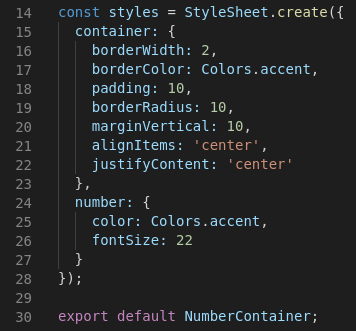 14 const styles = StyleSheet.create({
15   container: {
16     borderWidth: 2,
17     borderColor: Colors.accent,
18     padding: 10,
19     borderRadius: 10,
20     marginVertical: 10,
21     alignItems: 'center',
22     justifyContent: 'center'
23   },
24   number: {
25     color: Colors.accent,
26     fontSize: 22
27   }
28 });
29
30 export default NumberContainer;